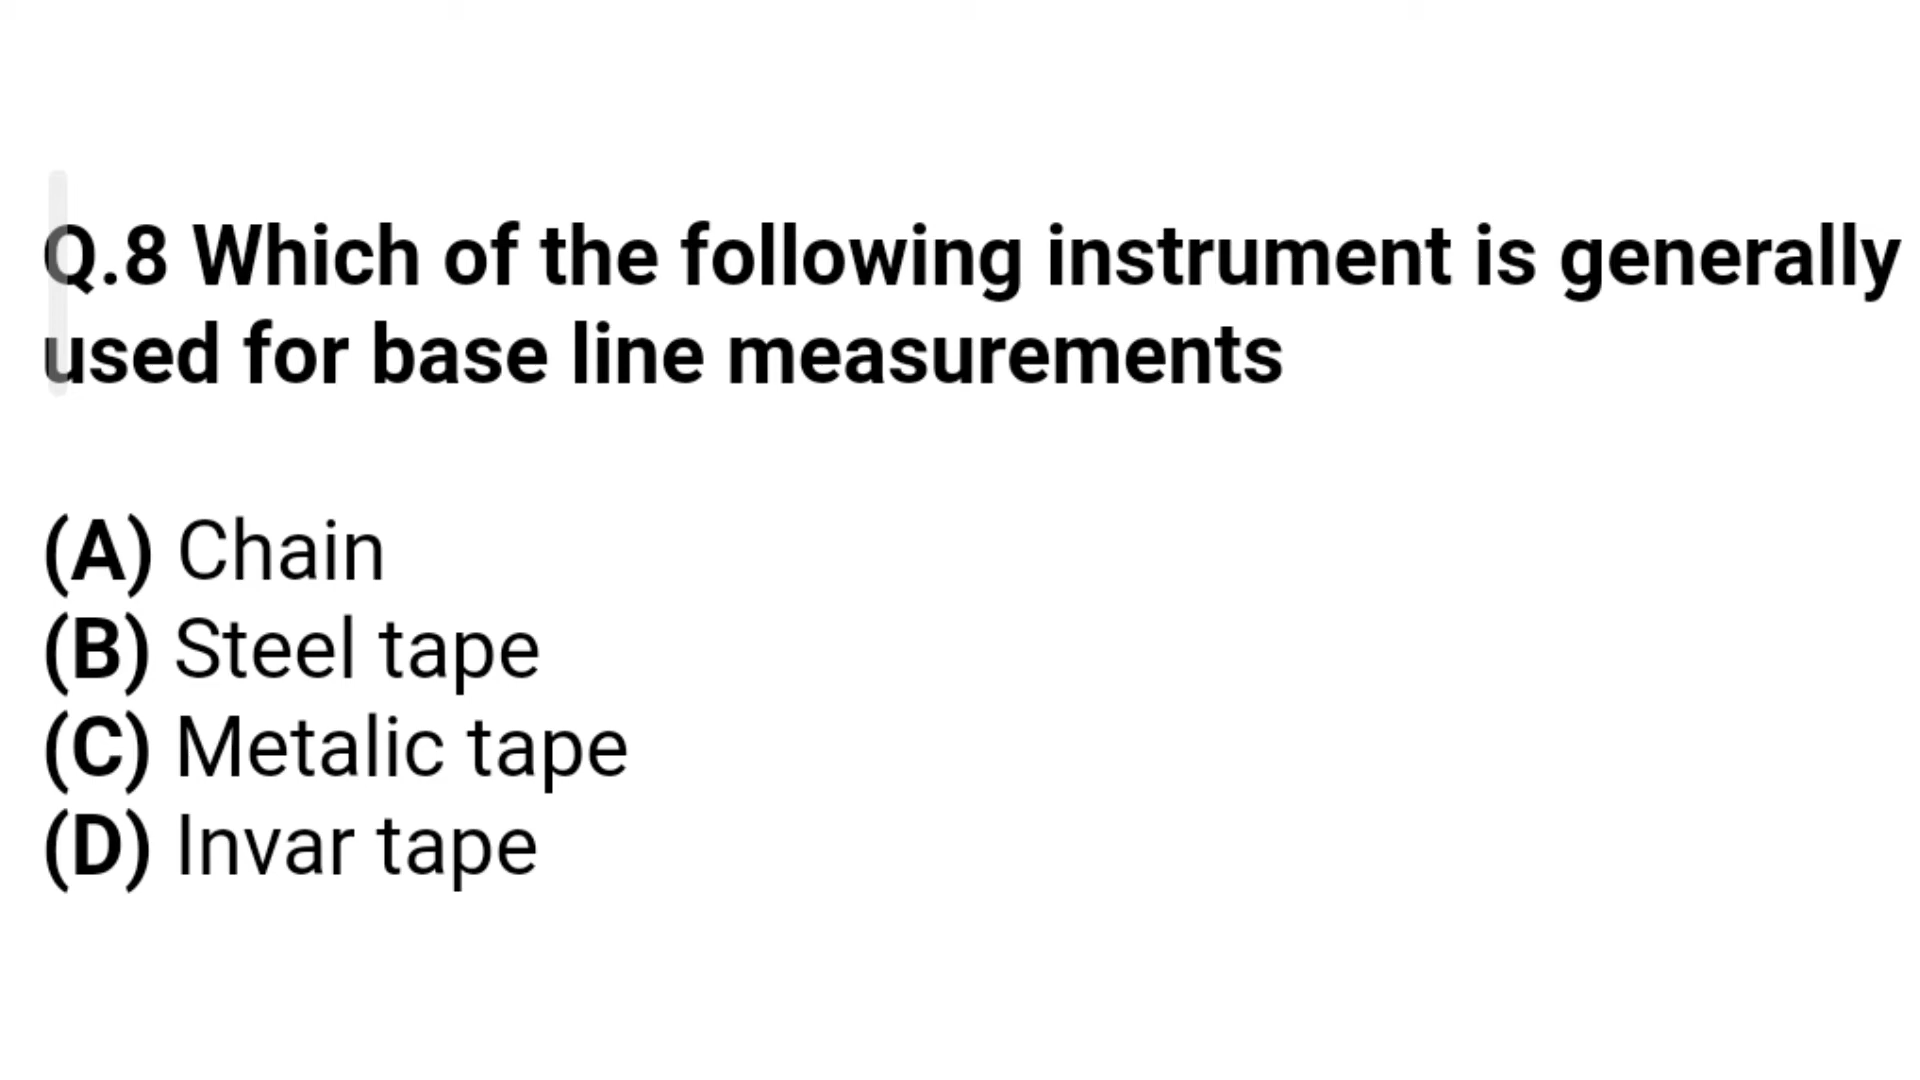 Q.8 Which of the following instrument is generally
used for base line measurements
(A) Chain
(B) Steel tape
(C) Metalic tape
(D) Invar tape